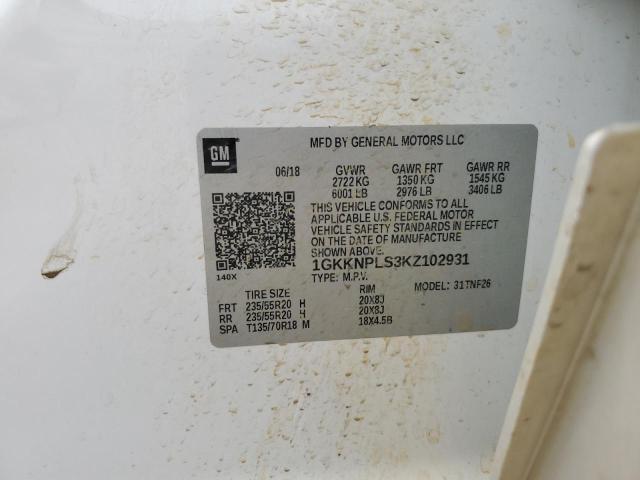 GM
MFD BY GENERAL MOTORS LLC
06/18 GVWR GAWR FRT GAWR RR
2722 KG 1350 KG 1545 KG
6001 LB 2976 LB 3406 LB
THIS VEHICLE CONFORMS TO ALL
APPLICABLE U.S. FEDERAL MOTOR
VEHICLE SAFETY STANDARDS IN EFFECT
ON THE DATE OF MANUFACTURE
SHOWN ABOVE.
1GKKNPLS3KZ102931
140X TYPE: M.P.V. MODEL: 31TNF26
TIRE SIZE RIM
FRT 235/55R20 H 20X8J
RR 235/55R20 H 20X8J
SPA T135/70R18 M 18X4.5B